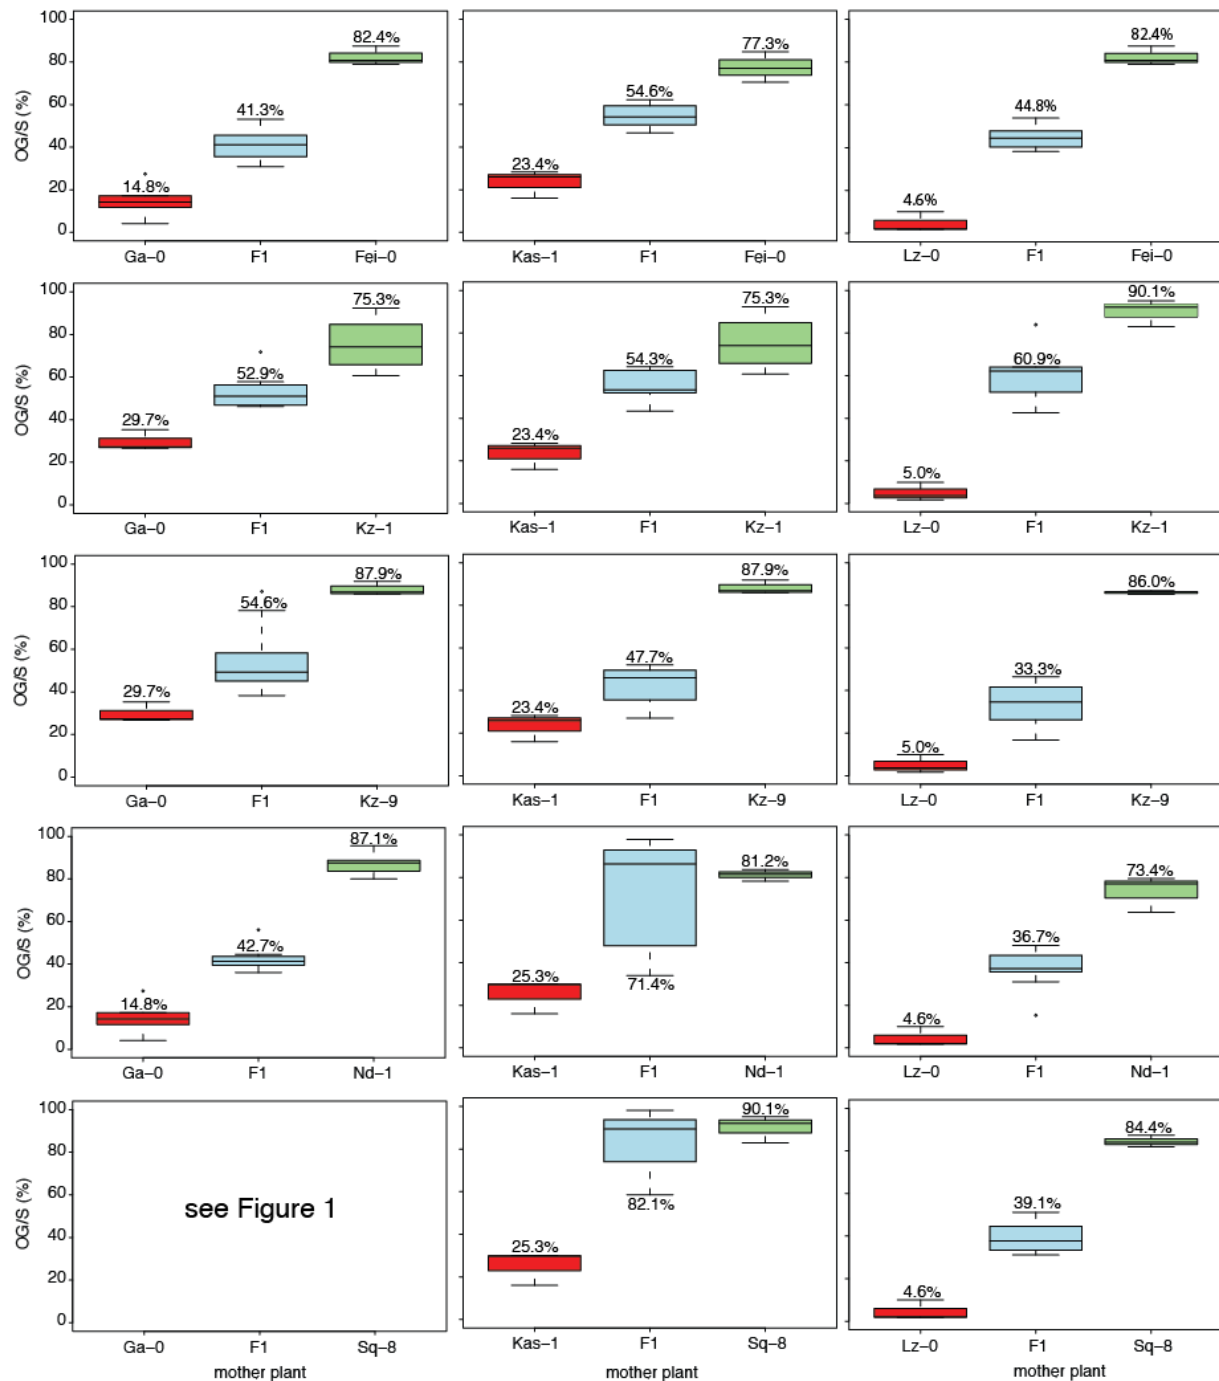 100
80
60
40
20
0
OG/S (%)
14.8%
41.3%
82.4%
Ga–0
F1
Fei–0
23.4%
54.6%
77.3%
Kas–1
F1
Fei–0
4.6%
44.8%
82.4%
Lz–0
F1
Fei–0
100
80
60
40
20
0
OG/S (%)
29.7%
52.9%
75.3%
Ga–0
F1
Kz–1
23.4%
54.3%
75.3%
Kas–1
F1
Kz–1
5.0%
60.9%
90.1%
Lz–0
F1
Kz–1
100
80
60
40
20
0
OG/S (%)
29.7%
54.6%
87.9%
Ga–0
F1
Kz–9
23.4%
47.7%
87.9%
Kas–1
F1
Kz–9
5.0%
33.3%
86.0%
Lz–0
F1
Kz–9
100
80
60
40
20
0
OG/S (%)
14.8%
42.7%
87.1%
Ga–0
F1
Nd–1
25.3%
71.4%
81.2%
Kas–1
F1
Nd–1
4.6%
36.7%
73.4%
Lz–0
F1
Nd–1
100
80
60
40
20
0
OG/S (%)
see Figure 1
Ga–0
F1
Sq–8
mother plant
25.3%
82.1%
90.1%
Kas–1
F1
Sq–8
mother plant
4.6%
39.1%
84.4%
Lz–0
F1
Sq–8
mother plant